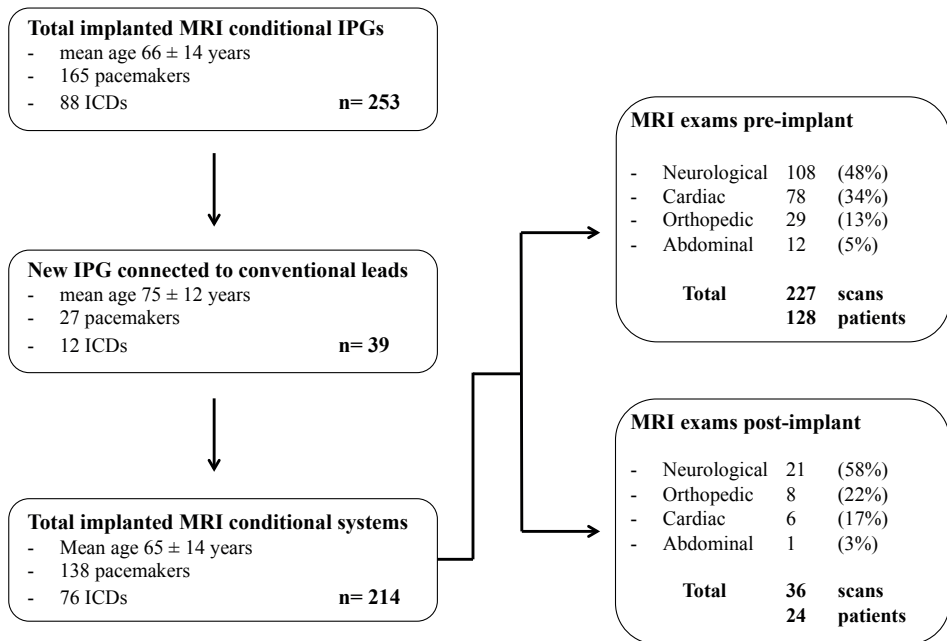 Total implanted MRI conditional IPGs
- mean age 66 ± 14 years
- 165 pacemakers
- 88 ICDs n= 253
New IPG connected to conventional leads
- mean age 75 ± 12 years
- 27 pacemakers
- 12 ICDs n= 39
Total implanted MRI conditional systems
- Mean age 65 ± 14 years
- 138 pacemakers
- 76 ICDs n= 214
MRI exams pre-implant
- Neurological 108 (48%)
- Cardiac 78 (34%)
- Orthopedic 29 (13%)
- Abdominal 12 (5%)
Total 227 scans
128 patients
MRI exams post-implant
- Neurological 21 (58%)
- Orthopedic 8 (22%)
- Cardiac 6 (17%)
- Abdominal 1 (3%)
Total 36 scans
24 patients